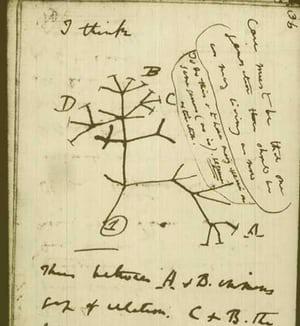 36
I think
Case must be that one
generation then should be
as many living as now
To do this & to have many species in
same genus (as is) requires
extinction.
B
D
C
A
1
Thus between A & B. immens
gap of relation. C & B. the